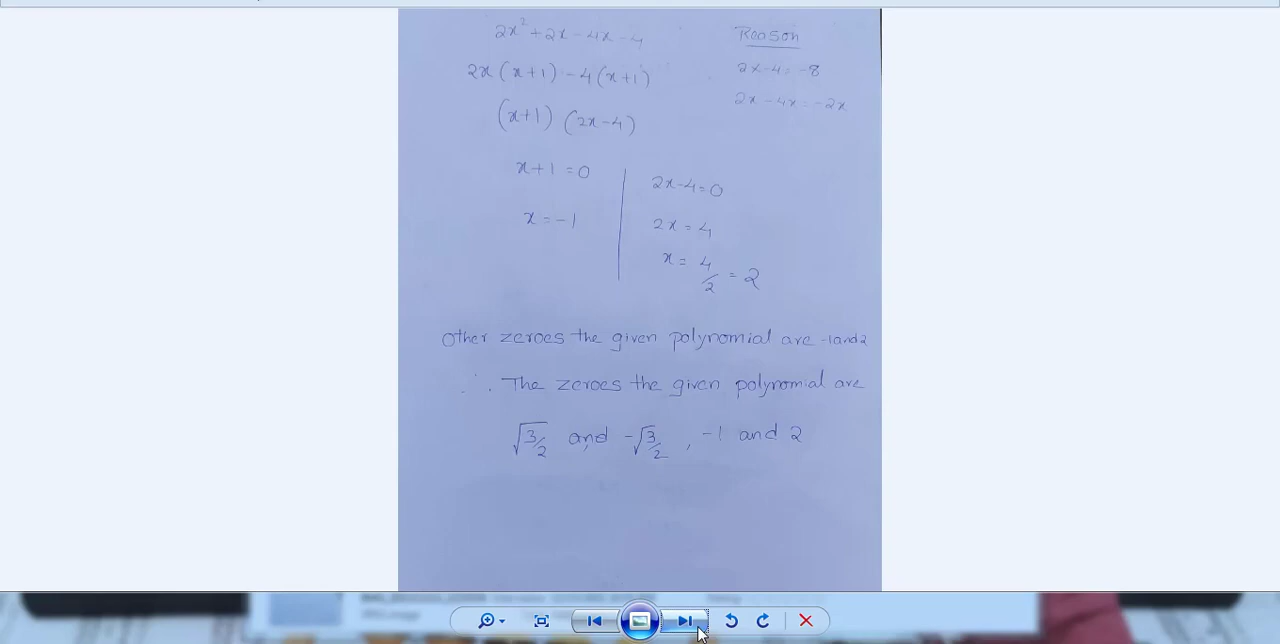 2x² + 2x - 4x - 4
Reason
2x(x+1) - 4(x+1)
2x-4 = -8
2x - 4x = -2x
(x+1) (2x-4)
x+1 = 0
x = -1
2x-4=0
2x = 4
x = 4/2 = 2
Other zeroes the given polynomial are -1 and 2
∴ The zeroes the given polynomial are
√3/2 and -√3/2, -1 and 2